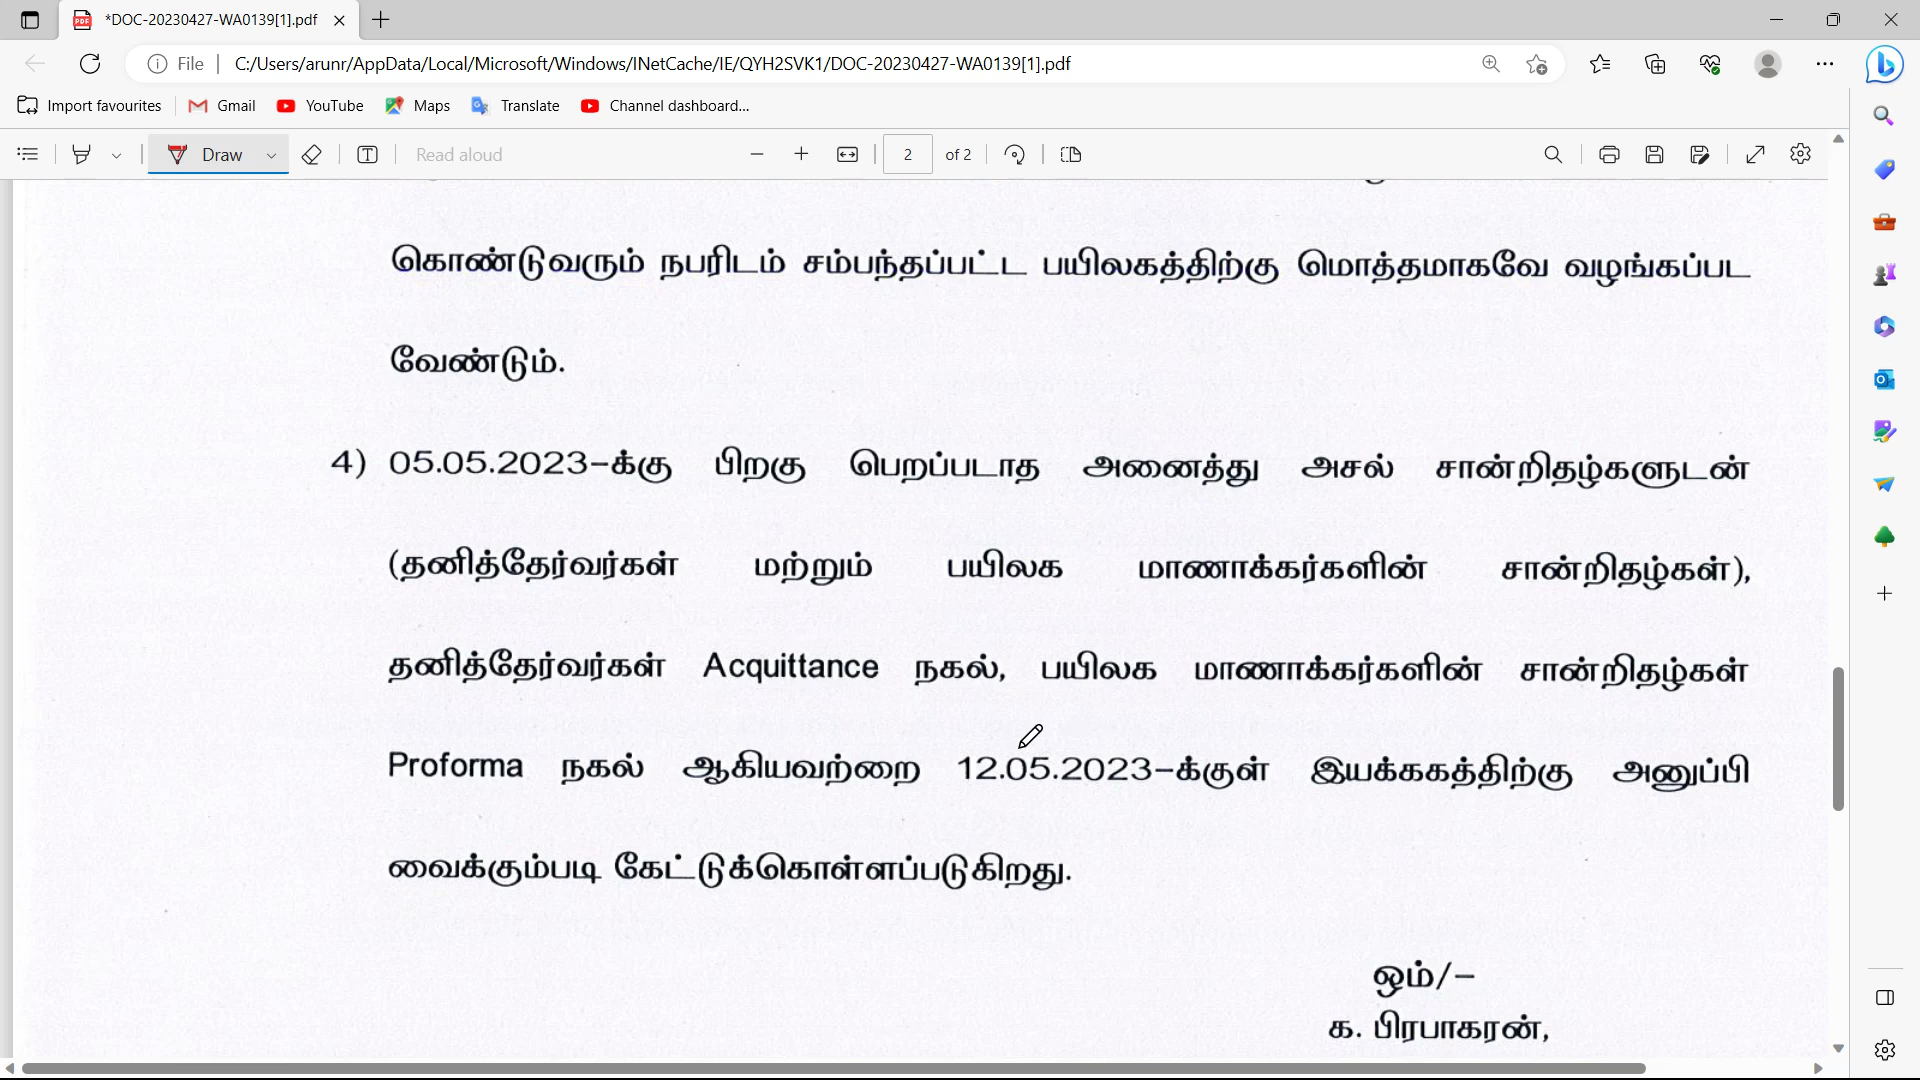 *DOC-20230427-WA0139[1].pdf
File C:/Users/arunr/AppData/Local/Microsoft/Windows/INetCache/IE/QYH2SVK1/DOC-20230427-WA0139[1].pdf
Import favourites Gmail YouTube Maps Translate Channel dashboard...
Draw Read aloud 2 of 2
கொண்டுவரும் நபரிடம் சம்பந்தப்பட்ட பயிலகத்திற்கு மொத்தமாகவே வழங்கப்பட
வேண்டும்.
4) 05.05.2023-க்கு பிறகு பெறப்படாத அனைத்து அசல் சான்றிதழ்களுடன்
(தனித்தேர்வர்கள் மற்றும் பயிலக மாணாக்கர்களின் சான்றிதழ்கள்),
தனித்தேர்வர்கள் Acquittance நகல், பயிலக மாணாக்கர்களின் சான்றிதழ்கள்
Proforma நகல் ஆகியவற்றை 12.05.2023-க்குள் இயக்ககத்திற்கு அனுப்பி
வைக்கும்படி கேட்டுக்கொள்ளப்படுகிறது.
ஒம்/-
க. பிரபாகரன்,